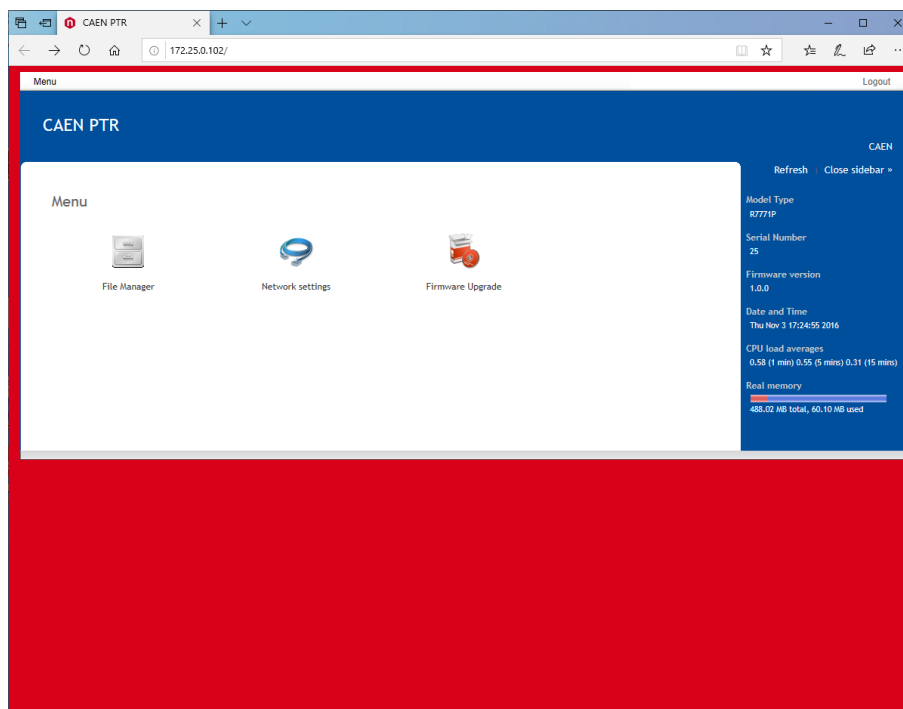 CAEN PTR
172.25.0.102/
Menu
Logout
CAEN PTR
CAEN
Refresh | Close sidebar »
Menu
File Manager
Network settings
Firmware Upgrade
Model Type
R7771P
Serial Number
25
Firmware version
1.0.0
Date and Time
Thu Nov 3 17:24:55 2016
CPU load averages
0.58 (1 min) 0.55 (5 mins) 0.31 (15 mins)
Real memory
488.02 MB total, 60.10 MB used